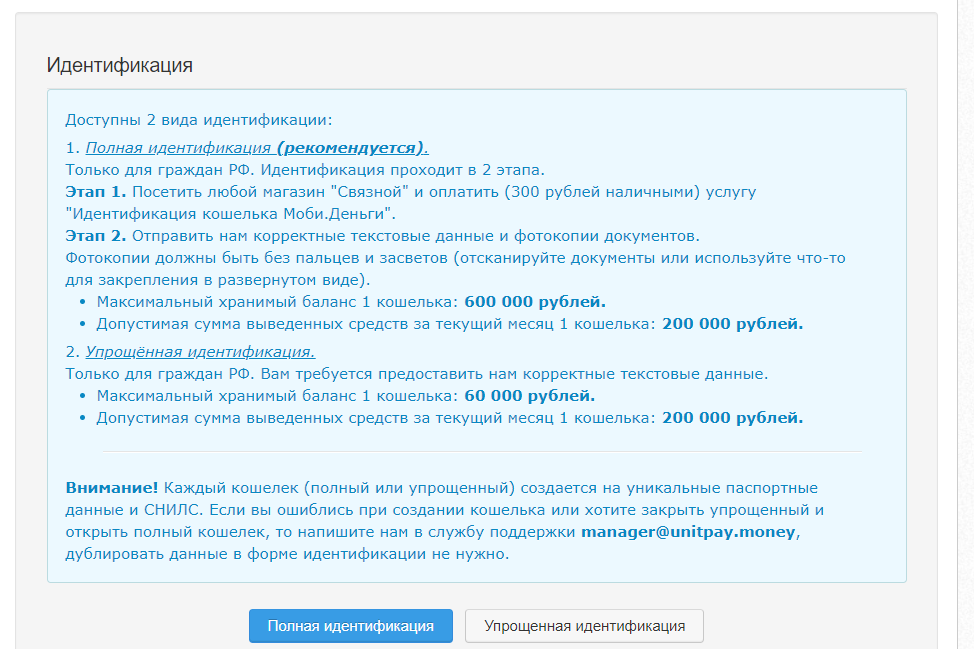 Идентификация
Доступны 2 вида идентификации:
1. Полная идентификация (рекомендуется).
Только для граждан РФ. Идентификация проходит в 2 этапа.
Этап 1. Посетить любой магазин "Связной" и оплатить (300 рублей наличными) услугу
"Идентификация кошелька Моби.Деньги".
Этап 2. Отправить нам корректные текстовые данные и фотокопии документов.
Фотокопии должны быть без пальцев и засветов (отсканируйте документы или используйте что-то
для закрепления в развернутом виде).
• Максимальный хранимый баланс 1 кошелька: 600 000 рублей.
• Допустимая сумма выведенных средств за текущий месяц 1 кошелька: 200 000 рублей.
2. Упрощённая идентификация.
Только для граждан РФ. Вам требуется предоставить нам корректные текстовые данные.
• Максимальный хранимый баланс 1 кошелька: 60 000 рублей.
• Допустимая сумма выведенных средств за текущий месяц 1 кошелька: 200 000 рублей.
Внимание! Каждый кошелек (полный или упрощенный) создается на уникальные паспортные
данные и СНИЛС. Если вы ошиблись при создании кошелька или хотите закрыть упрощенный и
открыть полный кошелек, то напишите нам в службу поддержки manager@unitpay.money,
дублировать данные в форме идентификации не нужно.
Полная идентификация Упрощенная идентификация